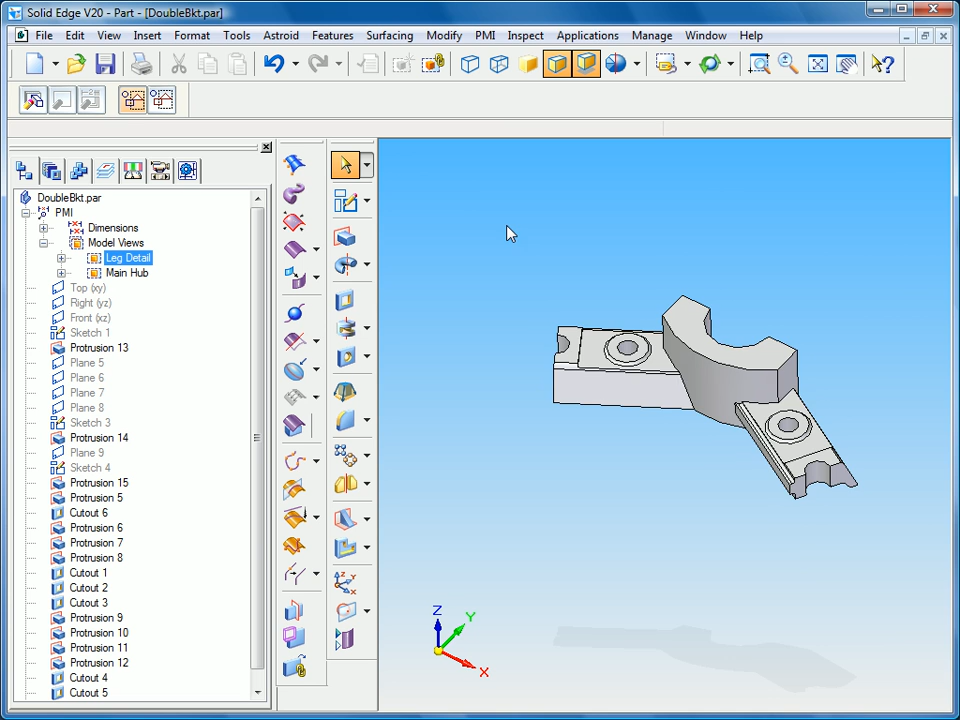 Solid Edge V20 - Part - [DoubleBkt.par]
File Edit View Insert Format Tools Astroid Features Surfacing Modify PMI Inspect Applications Manage Window Help
DoubleBkt.par
PMI
Dimensions
Model Views
Leg Detail
Main Hub
Top (xy)
Right (yz)
Front (xz)
Sketch 1
Protrusion 13
Plane 5
Plane 6
Plane 7
Plane 8
Sketch 3
Protrusion 14
Plane 9
Sketch 4
Protrusion 15
Protrusion 5
Cutout 6
Protrusion 6
Protrusion 7
Protrusion 8
Cutout 1
Cutout 2
Cutout 3
Protrusion 9
Protrusion 10
Protrusion 11
Protrusion 12
Cutout 4
Cutout 5
Z
Y
X